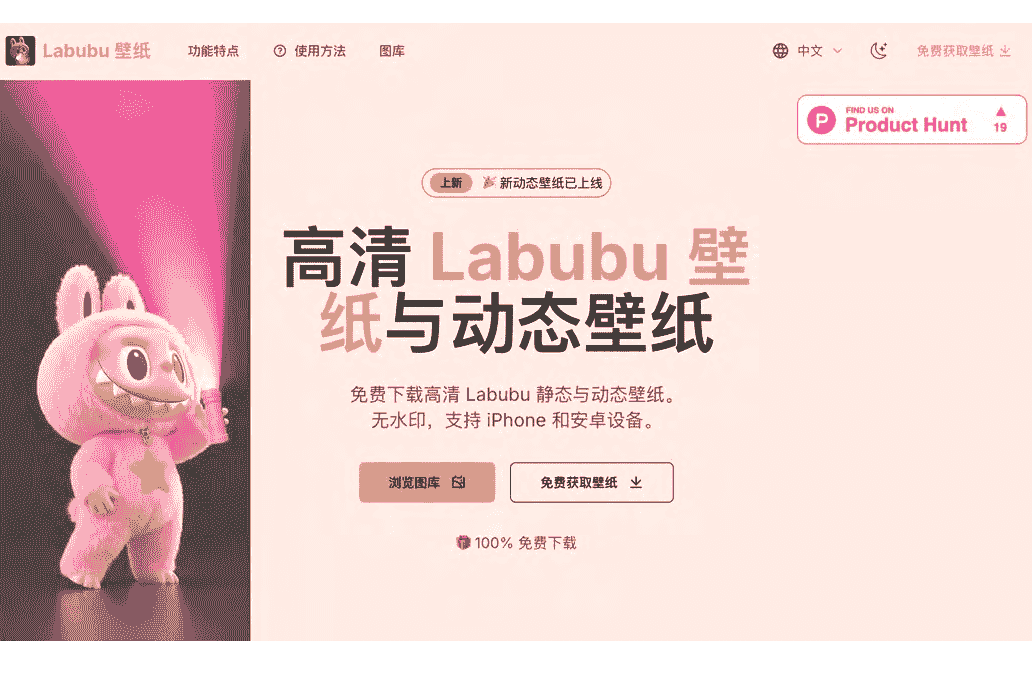 Labubu 壁纸
功能特点
使用方法
图库
中文
免费获取壁纸
FIND US ON
Product Hunt
19
上新 新动态壁纸已上线
高清 Labubu 壁
纸与动态壁纸
免费下载高清 Labubu 静态与动态壁纸。
无水印，支持 iPhone 和安卓设备。
浏览图库
免费获取壁纸
100% 免费下载